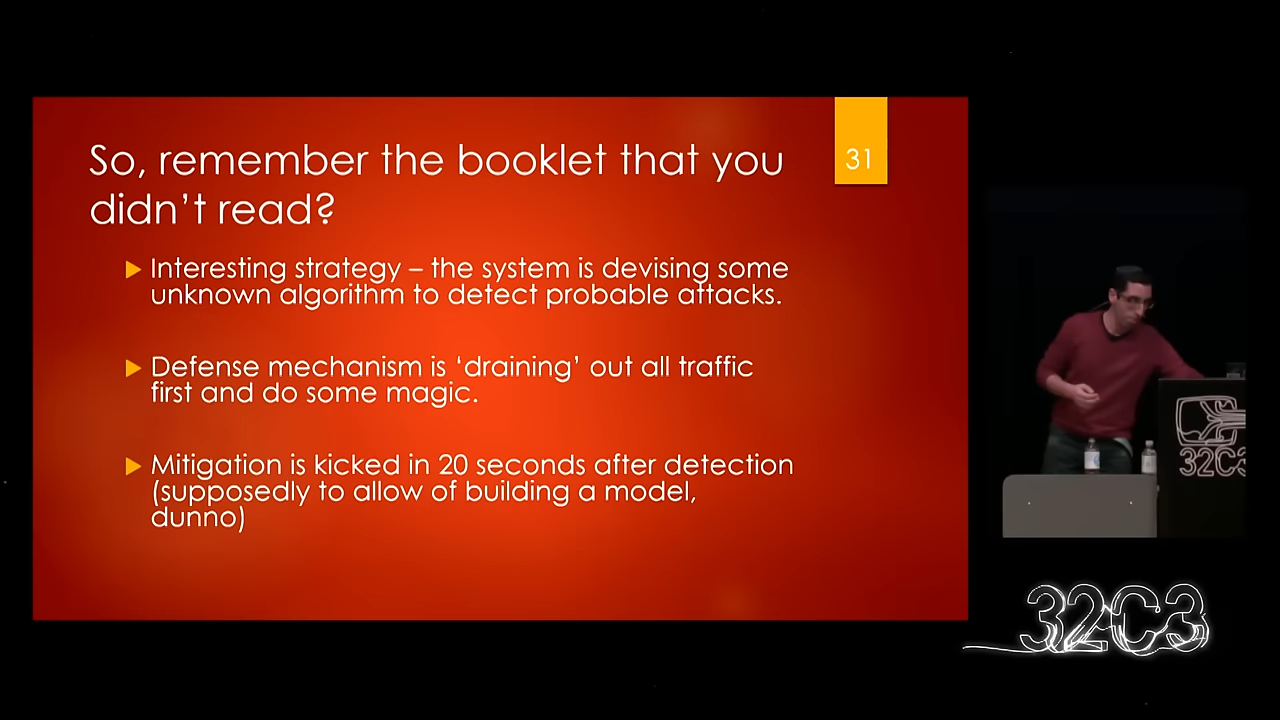 So, remember the booklet that you
didn’t read?
31
Interesting strategy – the system is devising some
unknown algorithm to detect probable attacks.
Defense mechanism is ‘draining’ out all traffic
first and do some magic.
Mitigation is kicked in 20 seconds after detection
(supposedly to allow of building a model,
dunno)
32C3
32C3